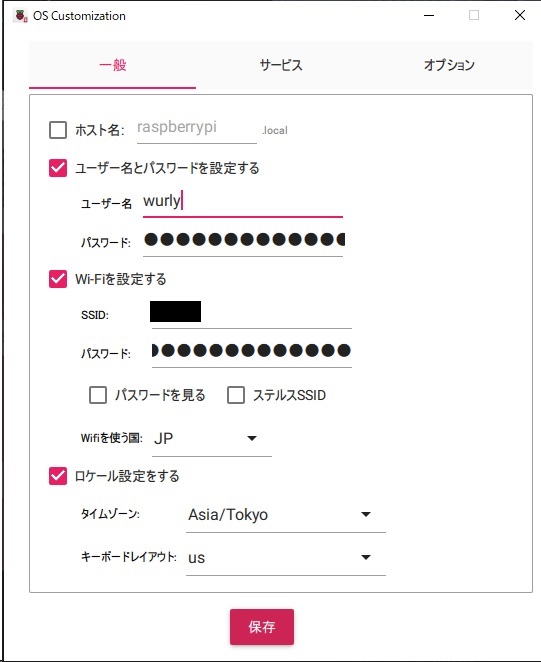 OS Customization
一般 サービス オプション
ホスト名: raspberrypi .local
ユーザー名とパスワードを設定する
ユーザー名 wurly
パスワード: ●●●●●●●●●●●●●
Wi-Fiを設定する
SSID:
パスワード: ●●●●●●●●●●●●●
パスワードを見る ステルスSSID
Wifiを使う国: JP
ロケール設定をする
タイムゾーン: Asia/Tokyo
キーボードレイアウト: us
保存